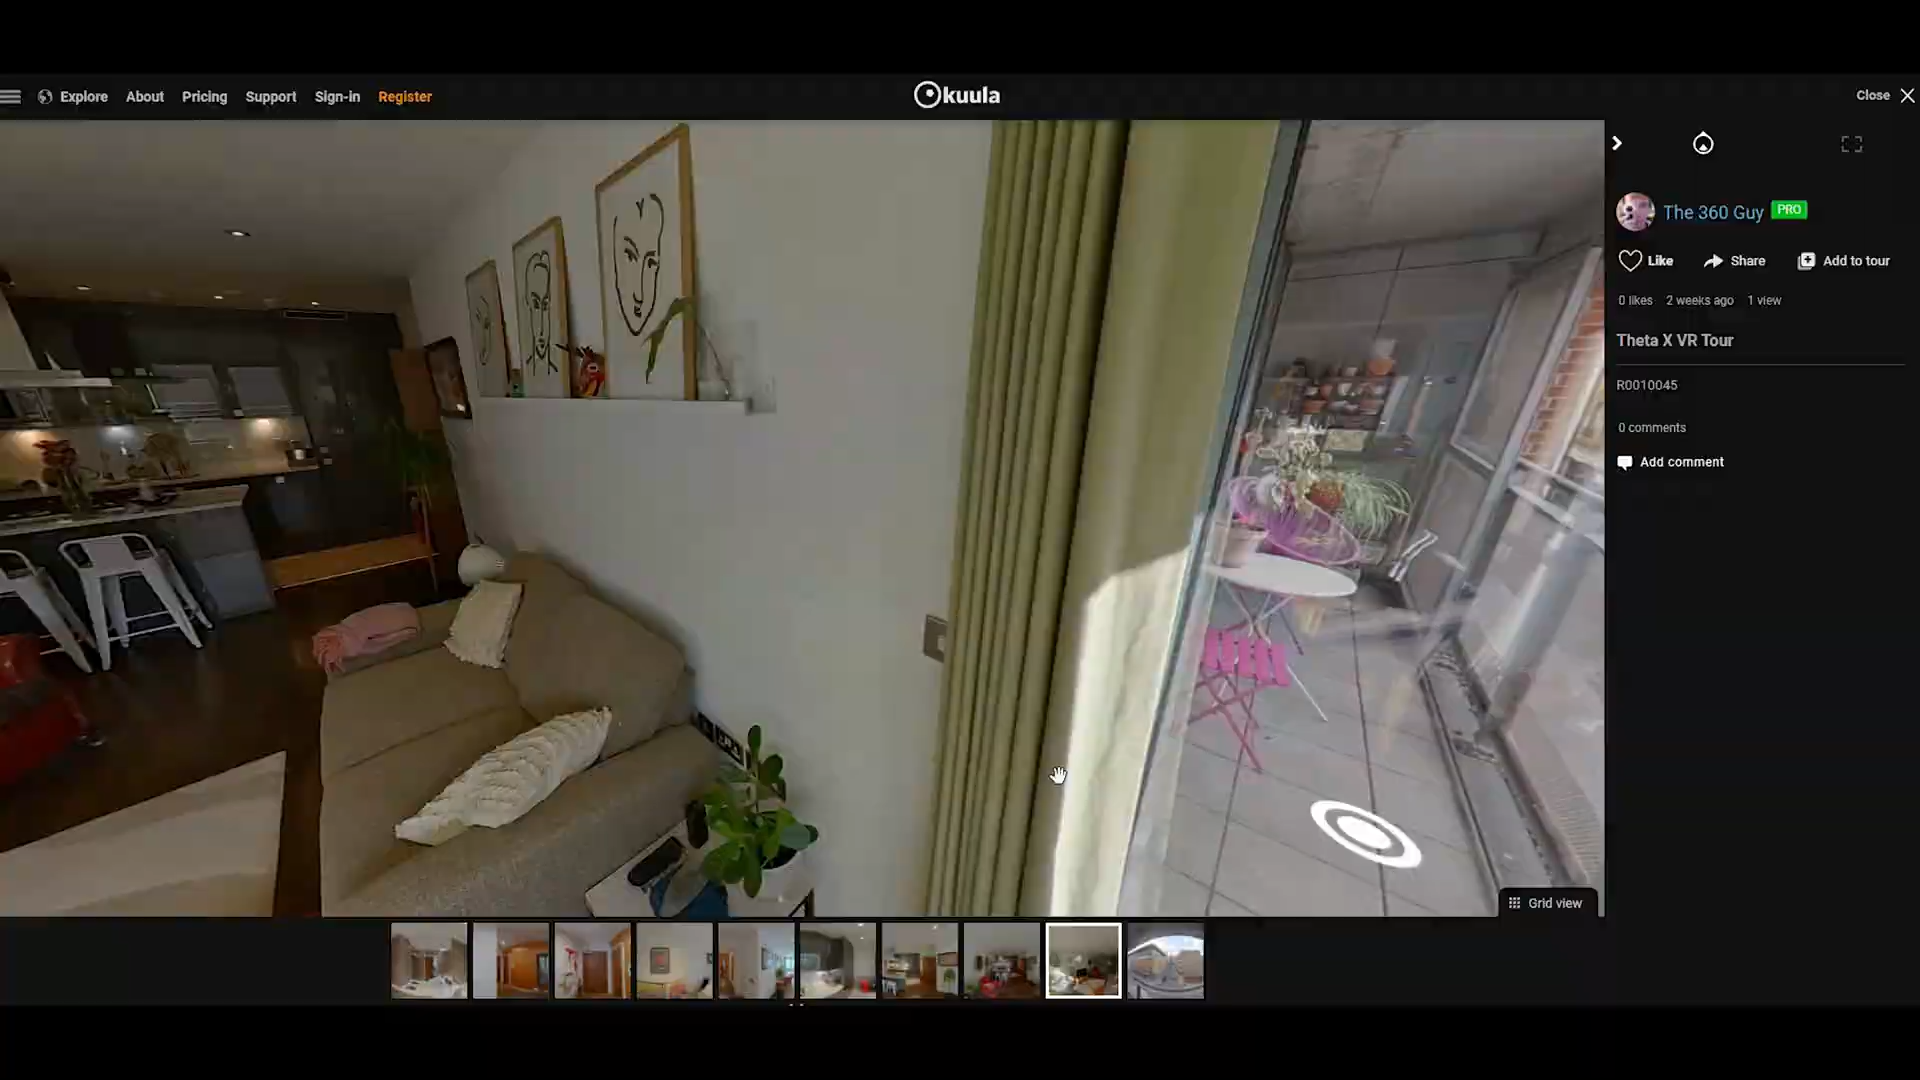 Explore About Pricing Support Sign-in Register
kuula
Close
The 360 Guy PRO
Like Share Add to tour
0 likes 2 weeks ago 1 view
Theta X VR Tour
R0010045
0 comments
Add comment
Grid view